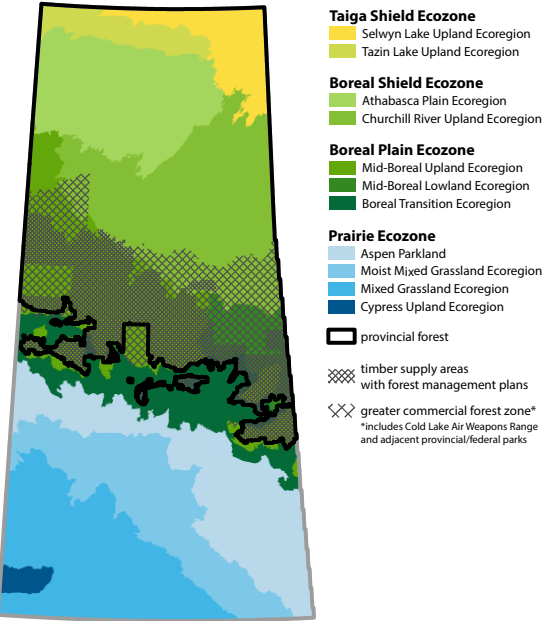 Taiga Shield Ecozone
Selwyn Lake Upland Ecoregion
Tazin Lake Upland Ecoregion
Boreal Shield Ecozone
Athabasca Plain Ecoregion
Churchill River Upland Ecoregion
Boreal Plain Ecozone
Mid-Boreal Upland Ecoregion
Mid-Boreal Lowland Ecoregion
Boreal Transition Ecoregion
Prairie Ecozone
Aspen Parkland
Moist Mixed Grassland Ecoregion
Mixed Grassland Ecoregion
Cypress Upland Ecoregion
provincial forest
timber supply areas
with forest management plans
greater commercial forest zone*
*includes Cold Lake Air Weapons Range
and adjacent provincial/federal parks